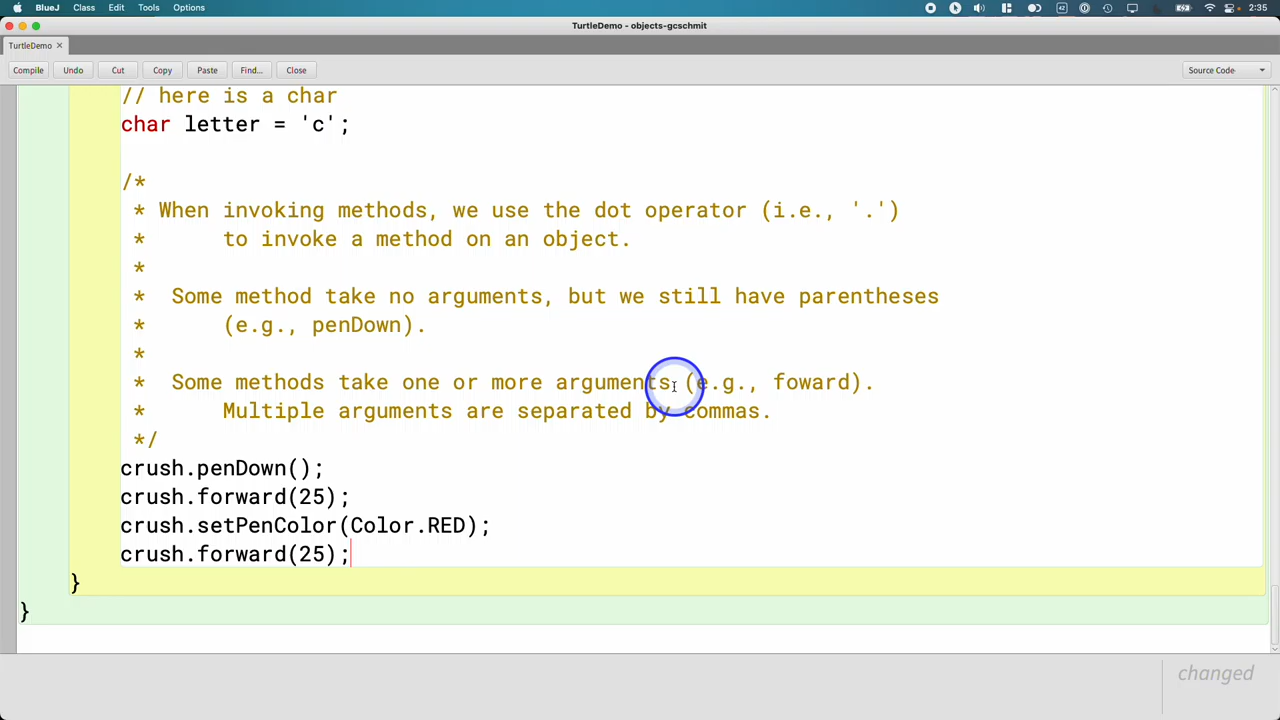 BlueJ Class Edit Tools Options 2:35
TurtleDemo - objects-gcschmit
TurtleDemo ×
Compile Undo Cut Copy Paste Find... Close Source Code
// here is a char
char letter = 'c';
/*
* When invoking methods, we use the dot operator (i.e., '.')
* to invoke a method on an object.
*
* Some method take no arguments, but we still have parentheses
* (e.g., penDown).
*
* Some methods take one or more arguments (e.g., foward).
* Multiple arguments are separated by commas.
*/
crush.penDown();
crush.forward(25);
crush.setPenColor(Color.RED);
crush.forward(25);
}
}
changed